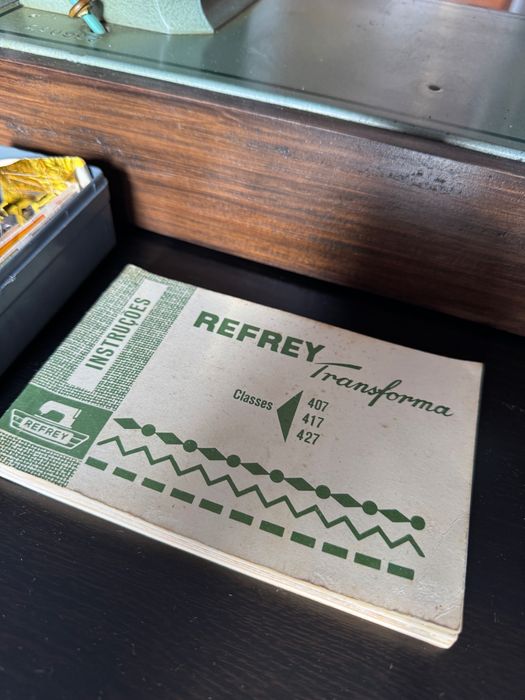 INSTRUÇÕES
REFREY
Transforma
Classes
407
417
427
REFREY